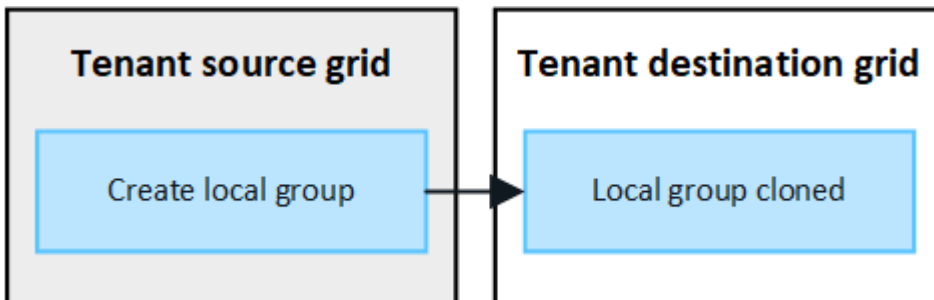 Tenant source grid
Tenant destination grid
Create local group
Local group cloned